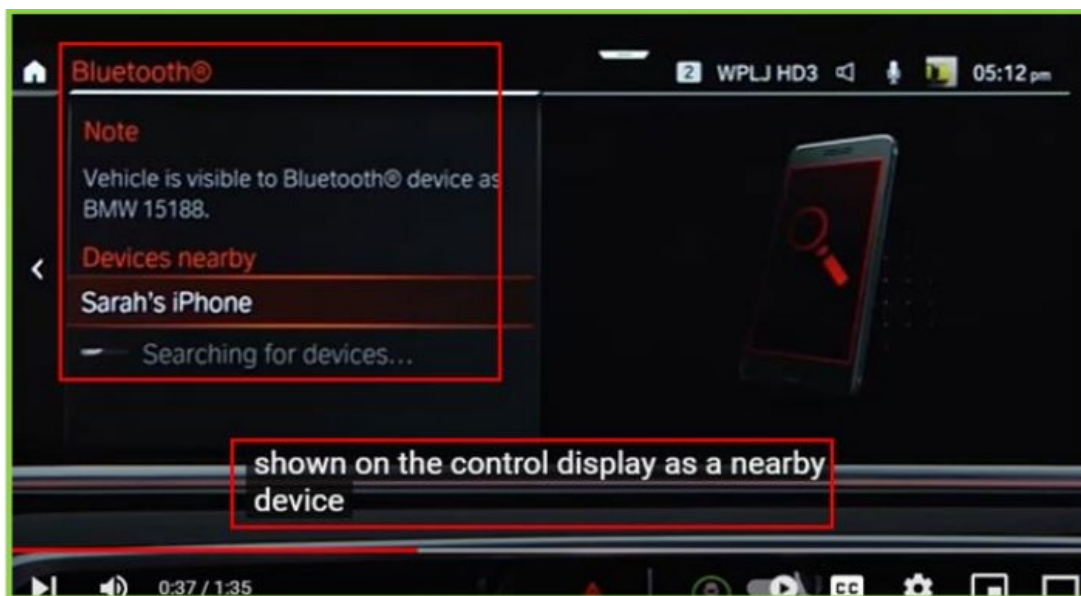 Bluetooth®
2 WPLJ HD3 05:12 pm
Note
Vehicle is visible to Bluetooth® device as
BMW 15188.
Devices nearby
Sarah's iPhone
Searching for devices...
shown on the control display as a nearby
device
0:37 / 1:35
CC